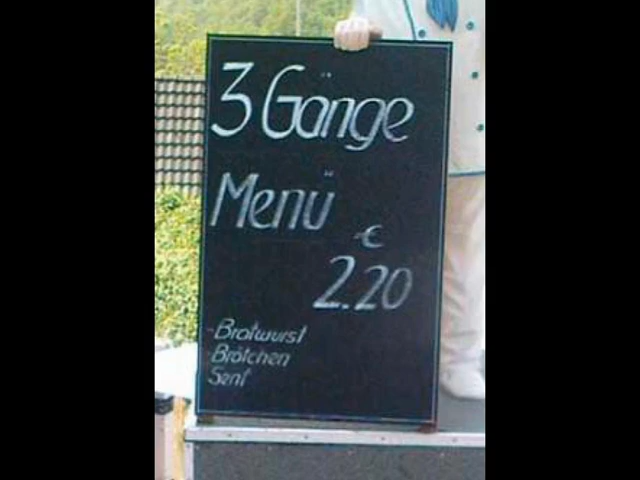 3 Gänge
Menü
€
2.20
-Bratwurst
-Brötchen
Senf